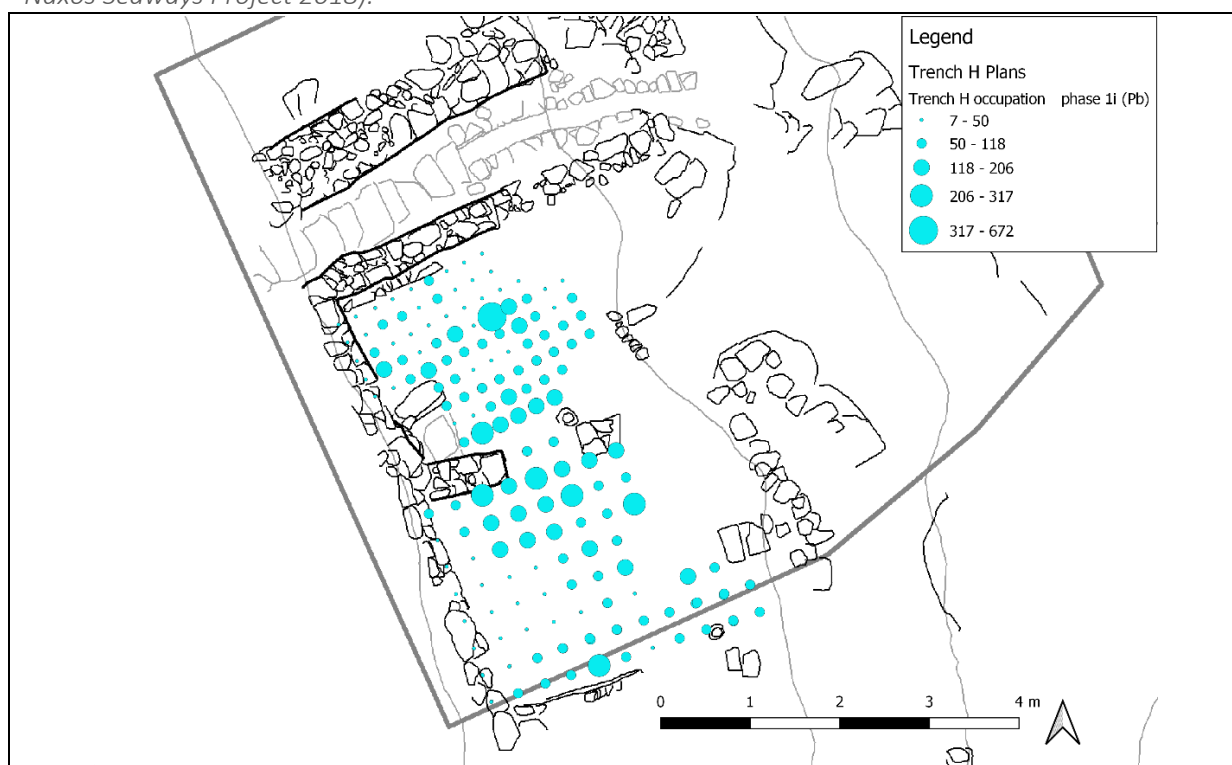 Naxos Seaways Project 2018).
Legend
Trench H Plans
Trench H occupation phase 1i (Pb)
7 - 50
50 - 118
118 - 206
206 - 317
317 - 672
0 1 2 3 4 m